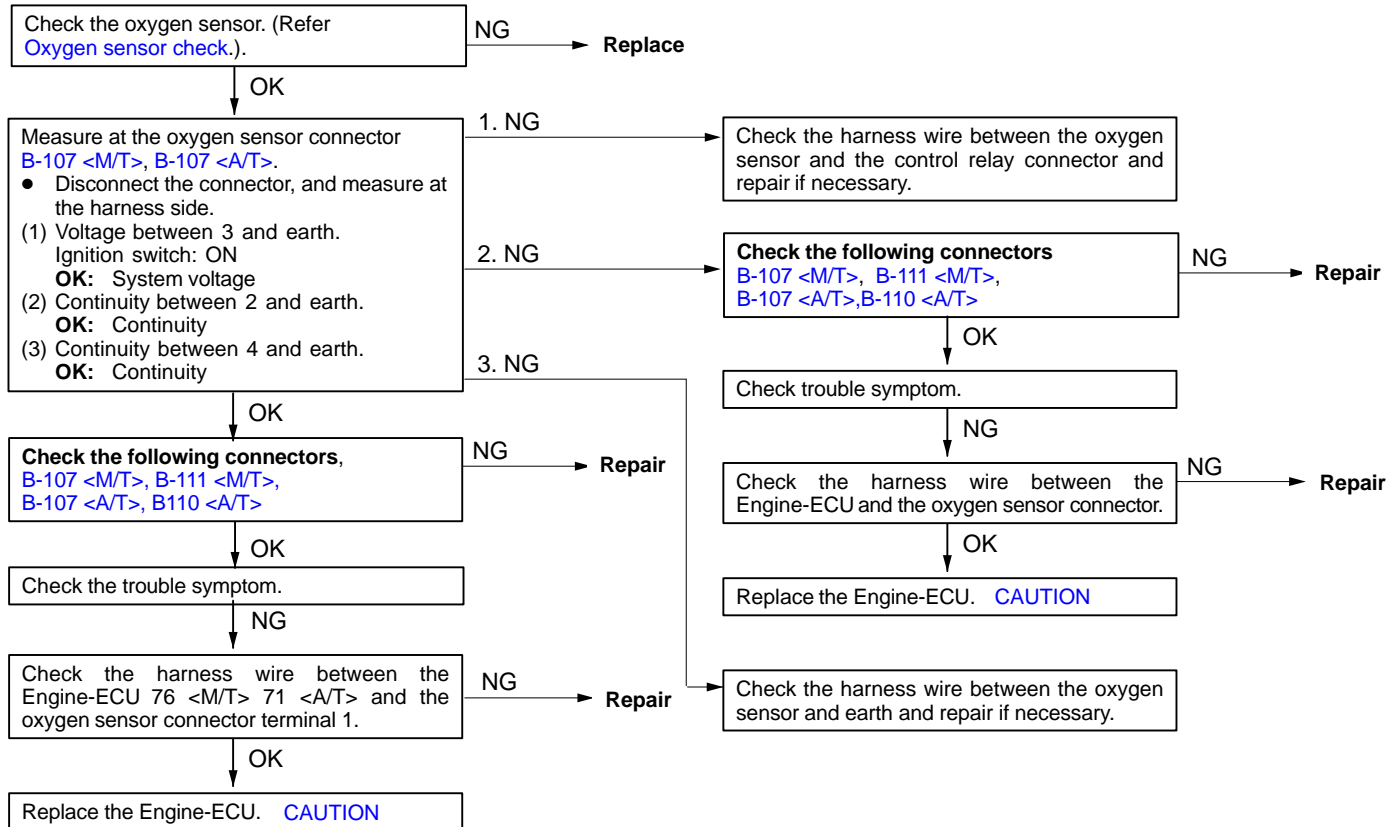 Check the oxygen sensor. (Refer
Oxygen sensor check.).
NG
Replace
OK
Measure at the oxygen sensor connector
B-107 <M/T>, B-107 <A/T>.
● Disconnect the connector, and measure at
the harness side.
(1) Voltage between 3 and earth.
Ignition switch: ON
OK: System voltage
(2) Continuity between 2 and earth.
OK: Continuity
(3) Continuity between 4 and earth.
OK: Continuity
1. NG
Check the harness wire between the oxygen
sensor and the control relay connector and
repair if necessary.
2. NG
Check the following connectors
B-107 <M/T>, B-111 <M/T>,
B-107 <A/T>,B-110 <A/T>
NG
Repair
OK
Check trouble symptom.
NG
Check the harness wire between the
Engine-ECU and the oxygen sensor connector.
NG
Repair
OK
Replace the Engine-ECU. CAUTION
3. NG
Check the harness wire between the oxygen
sensor and earth and repair if necessary.
OK
Check the following connectors,
B-107 <M/T>, B-111 <M/T>,
B-107 <A/T>, B110 <A/T>
NG
Repair
OK
Check the trouble symptom.
NG
Check the harness wire between the
Engine-ECU 76 <M/T> 71 <A/T> and the
oxygen sensor connector terminal 1.
NG
Repair
OK
Replace the Engine-ECU. CAUTION